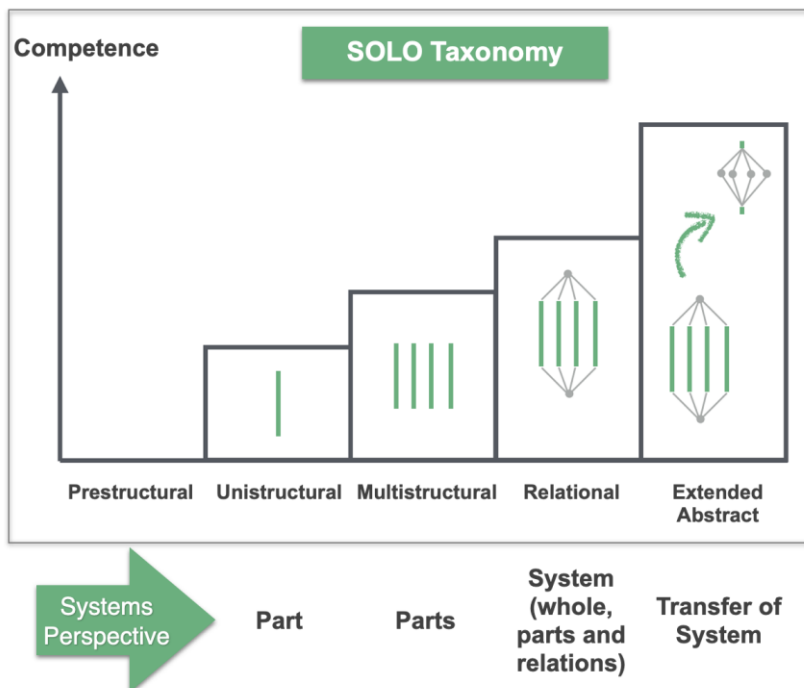 Competence
SOLO Taxonomy
Prestructural
Unistructural
Multistructural
Relational
Extended
Abstract
Systems
Perspective
Part
Parts
System
(whole,
parts and
relations)
Transfer of
System